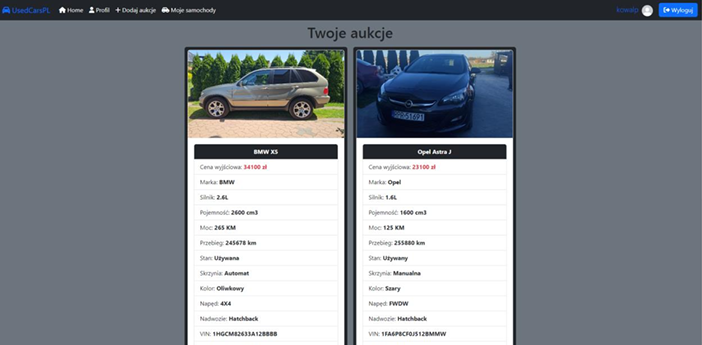 UsedCarsPL Home Profil + Dodaj aukcje Moje samochody kowalp Wyloguj
Twoje aukcje
BMW X5
Cena wyjściowa: 34100 zł
Marka: BMW
Silnik: 2.6L
Pojemność: 2600 cm3
Moc: 265 KM
Przebieg: 245678 km
Stan: Używana
Skrzynia: Automat
Kolor: Oliwkowy
Napęd: 4X4
Nadwozie: Hatchback
VIN: 1HGCM82633A12BBBB
Opel Astra J
Cena wyjściowa: 23100 zł
Marka: Opel
Silnik: 1.6L
Pojemność: 1600 cm3
Moc: 125 KM
Przebieg: 255880 km
Stan: Używany
Skrzynia: Manualna
Kolor: Szary
Napęd: FWDW
Nadwozie: Hatchback
VIN: 1FA6P8CF0J512BMMW